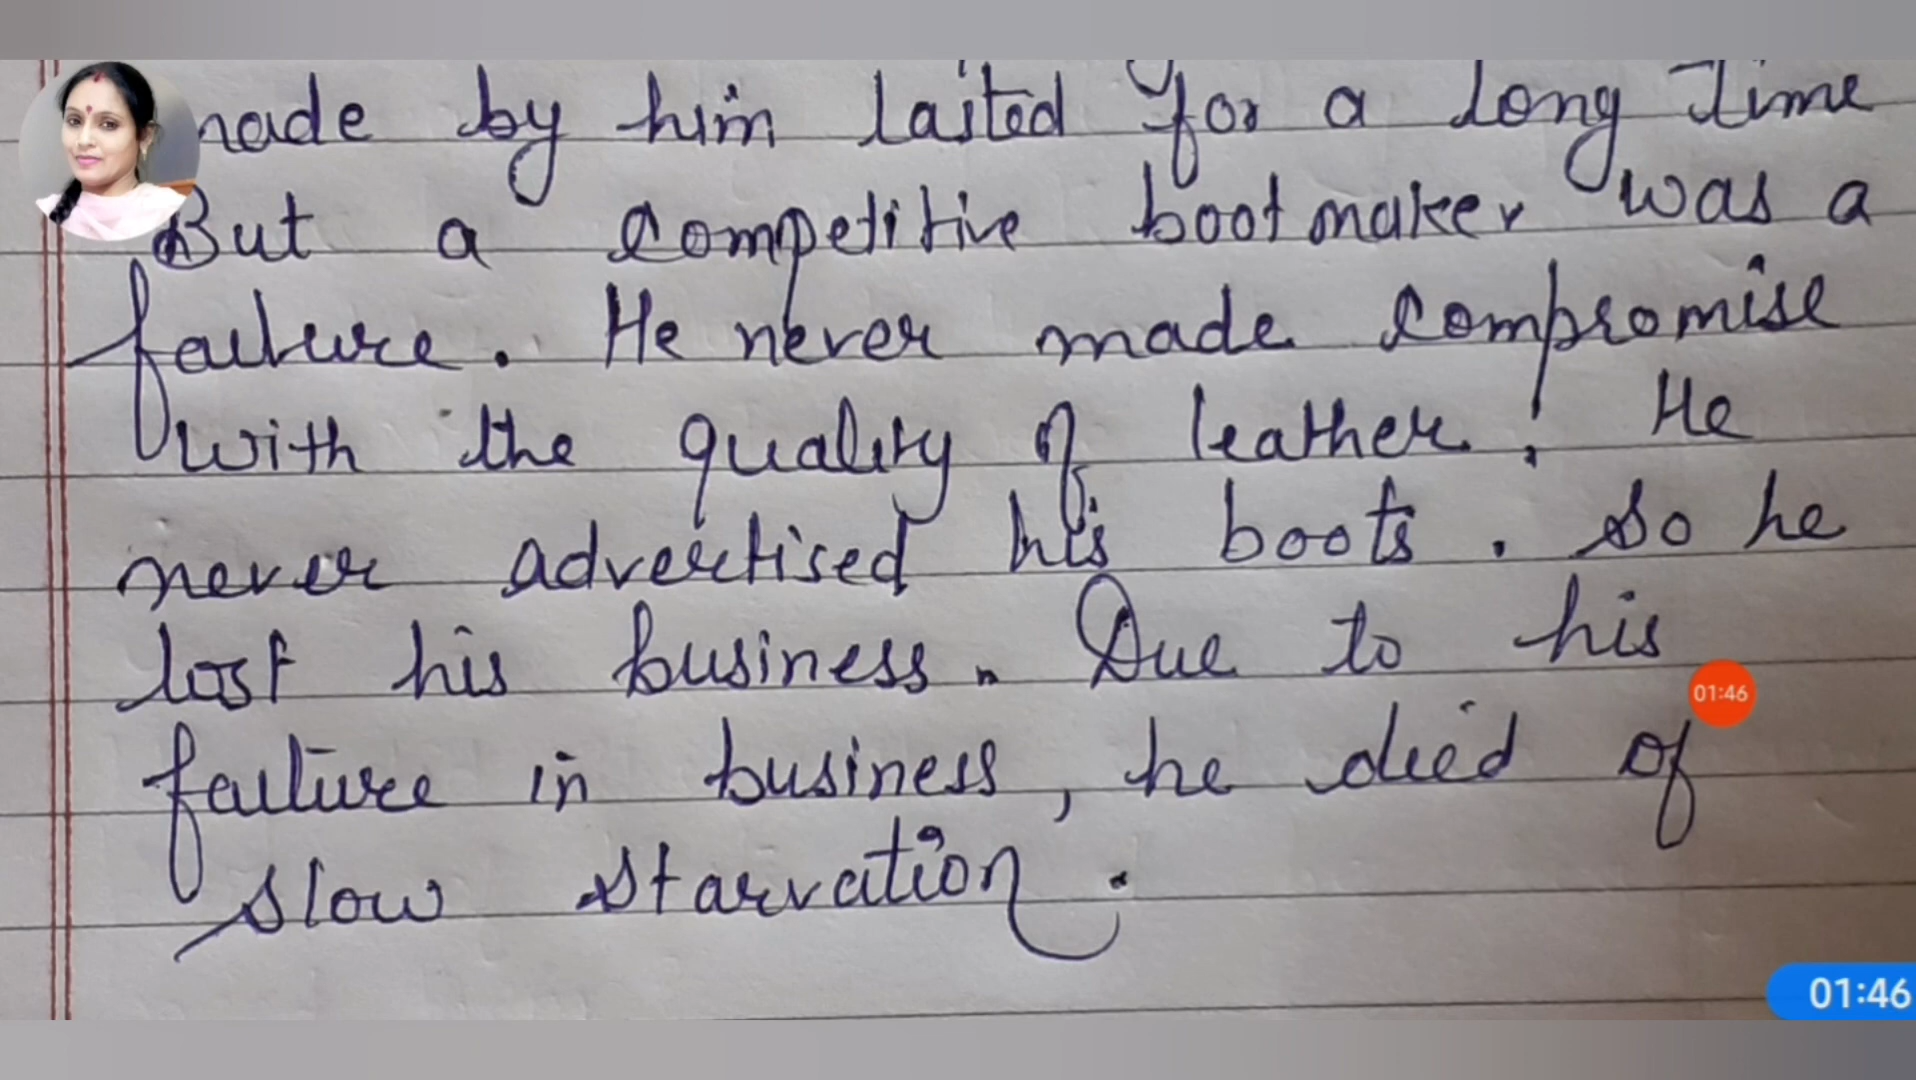 made by him lasted for a long time
But a competitive bootmaker was a
failure. He never made compromise
with the quality of leather. He
never advertised his boots. So he
lost his business. Due to his
failure in business, he died of
slow starvation.
01:46
01:46